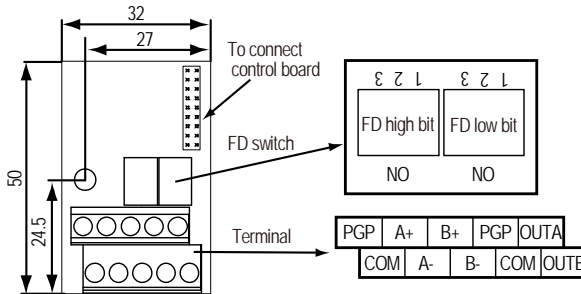 32
27
50
24.5
To connect
control board
FD switch
Terminal
3 2 1 3 2 1
FD high bit FD low bit
NO NO
PGP A+ B+ PGP OUTA
COM A- B- COM OUTB